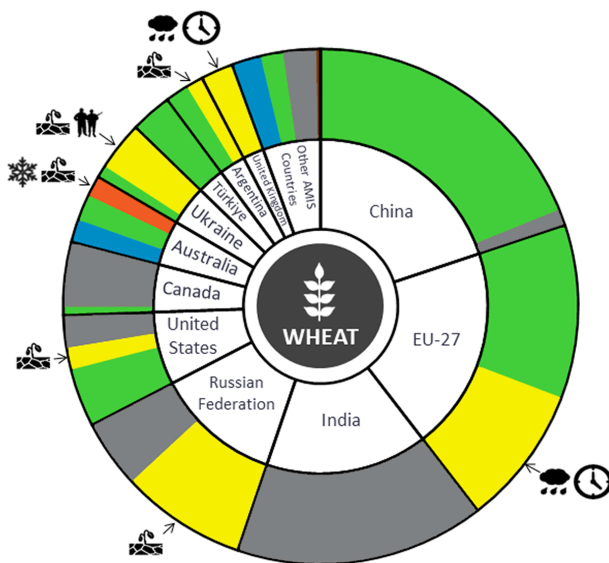 WHEAT
China
EU-27
India
Russian
Federation
United
States
Canada
Australia
Ukraine
Türkiye
Argentina
United Kingdom
Other AMIS
Countries